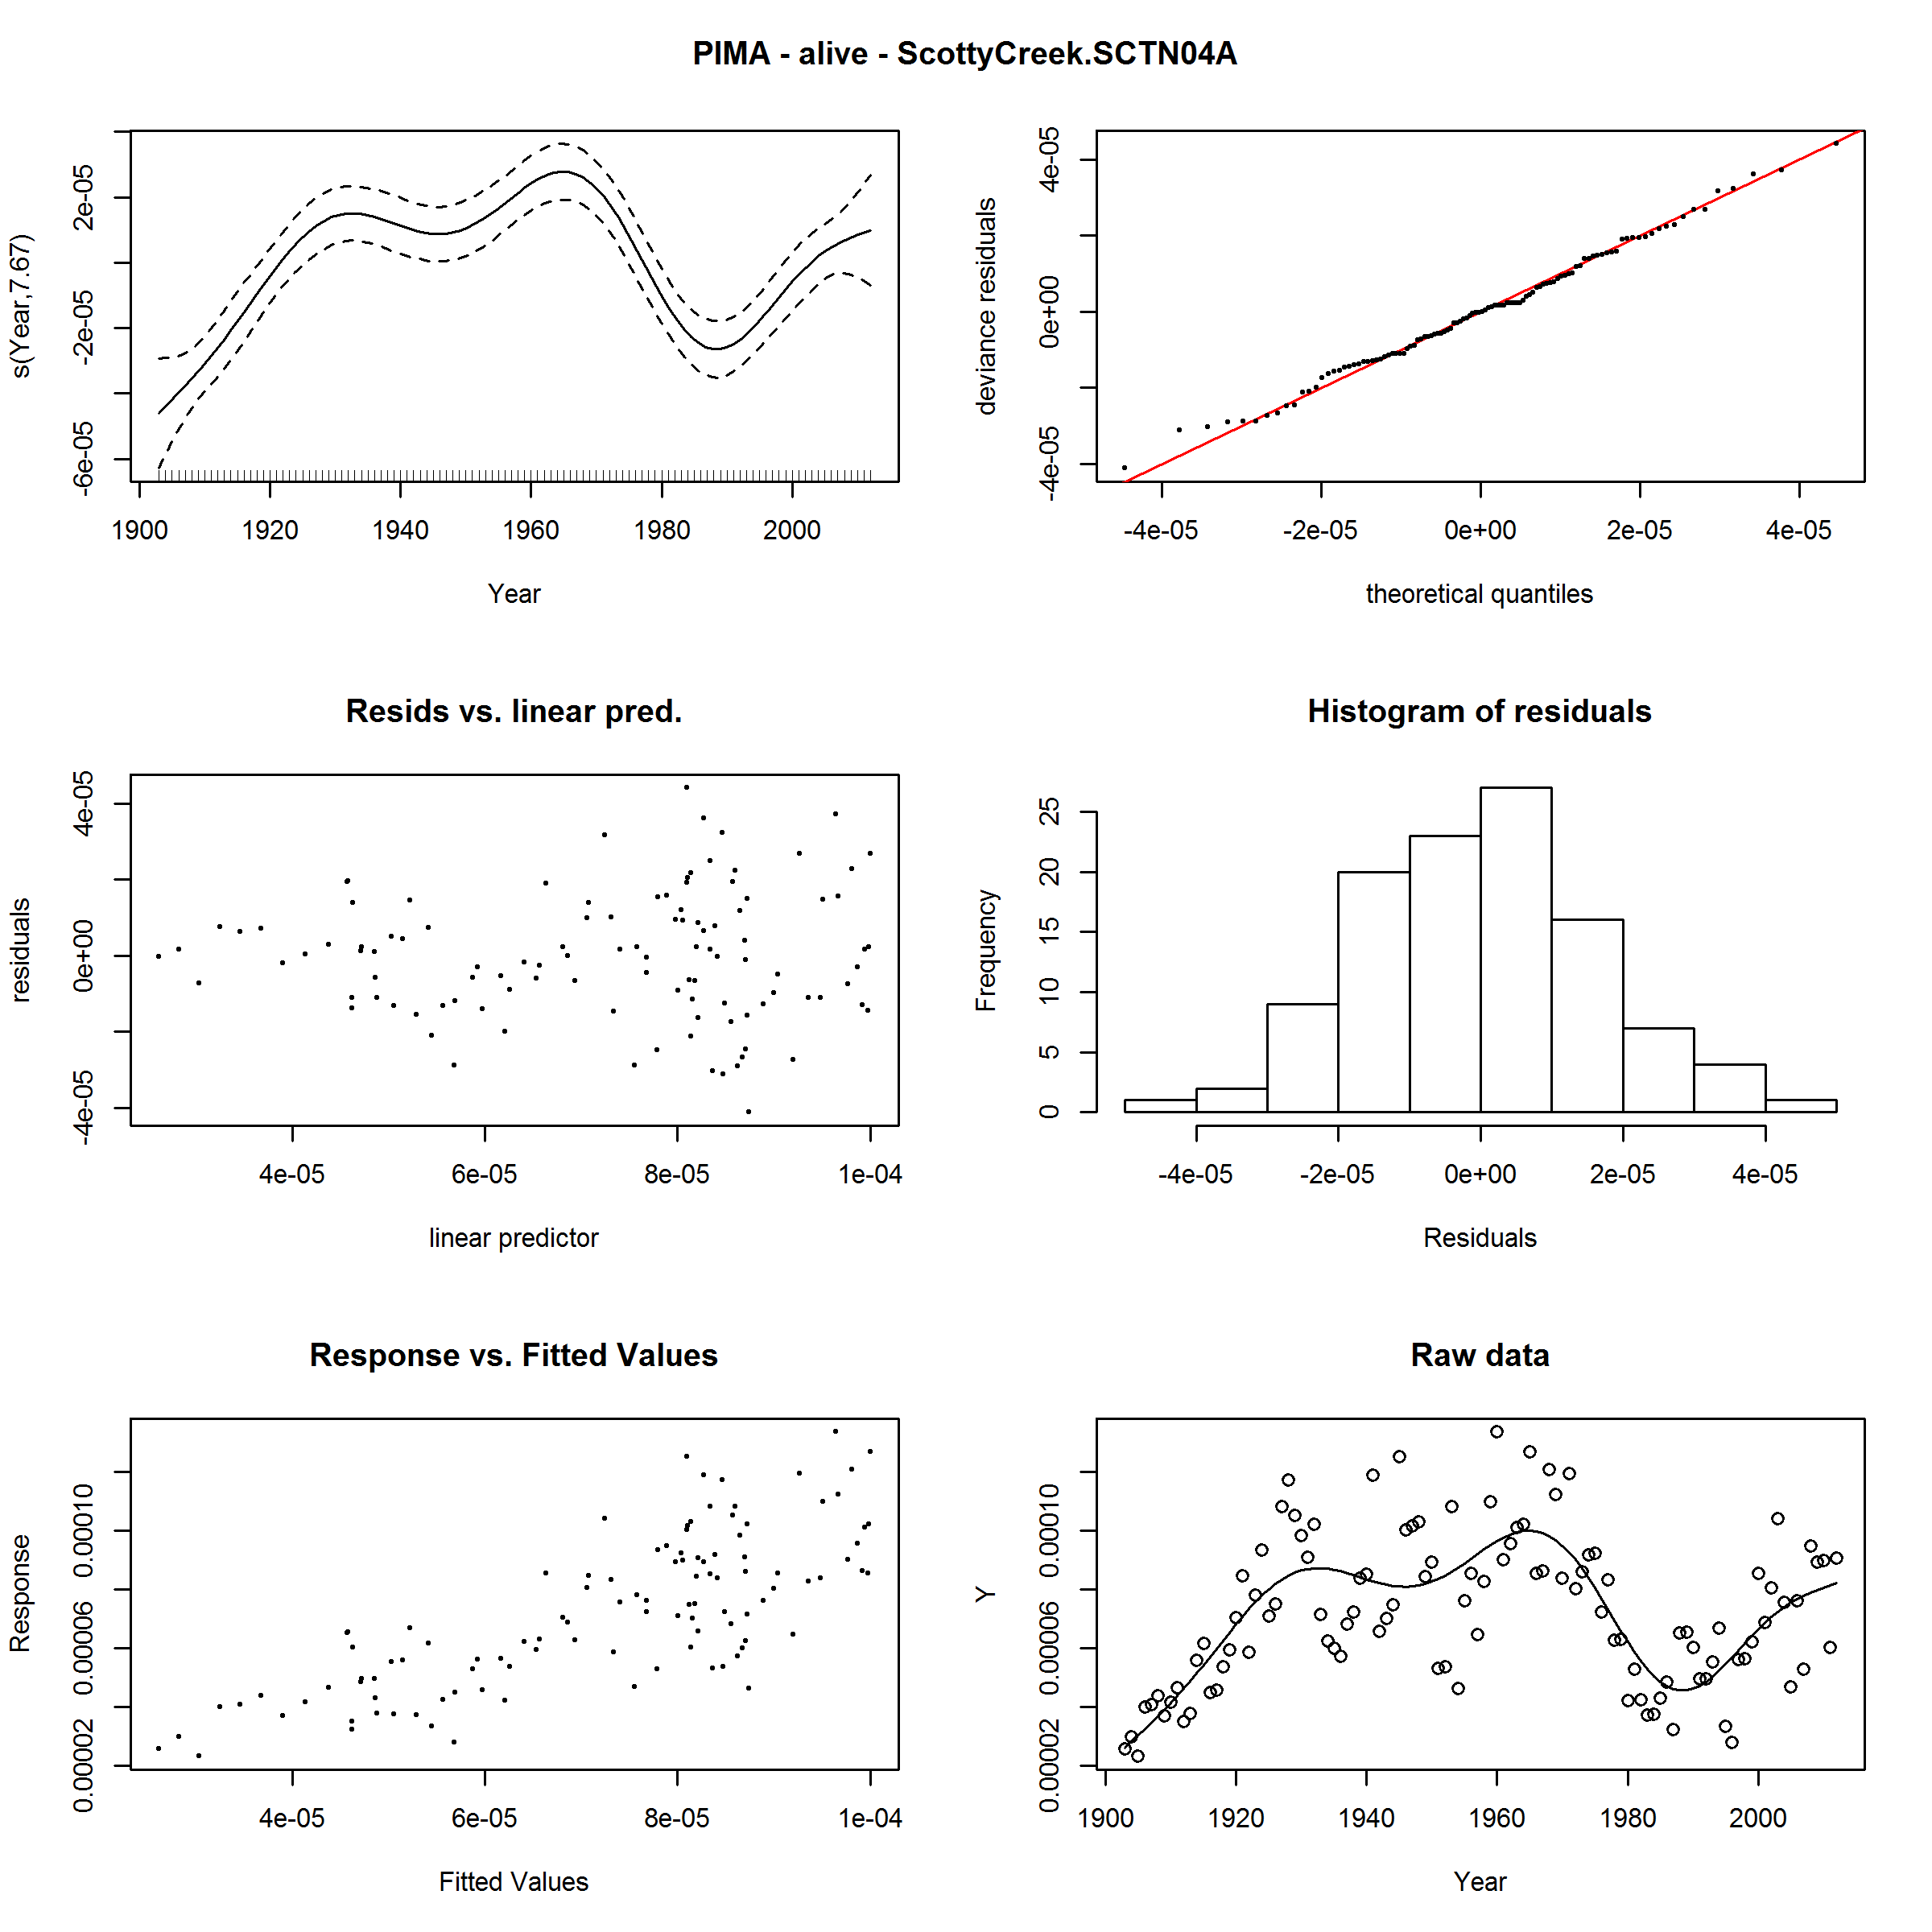 PIMA - alive - ScottyCreek.SCTN04A
s(Year,7.67)
2e-05
-2e-05
-6e-05
1900 1920 1940 1960 1980 2000
Year
deviance residuals
4e-05
0e+00
-4e-05
-4e-05 -2e-05 0e+00 2e-05 4e-05
theoretical quantiles
Resids vs. linear pred.
residuals
4e-05
0e+00
-4e-05
4e-05 6e-05 8e-05 1e-04
linear predictor
Histogram of residuals
Frequency
25
20
15
10
5
0
-4e-05 -2e-05 0e+00 2e-05 4e-05
Residuals
Response vs. Fitted Values
Response
0.00010
0.00006
0.00002
4e-05 6e-05 8e-05 1e-04
Fitted Values
Raw data
Y
0.00010
0.00006
0.00002
1900 1920 1940 1960 1980 2000
Year